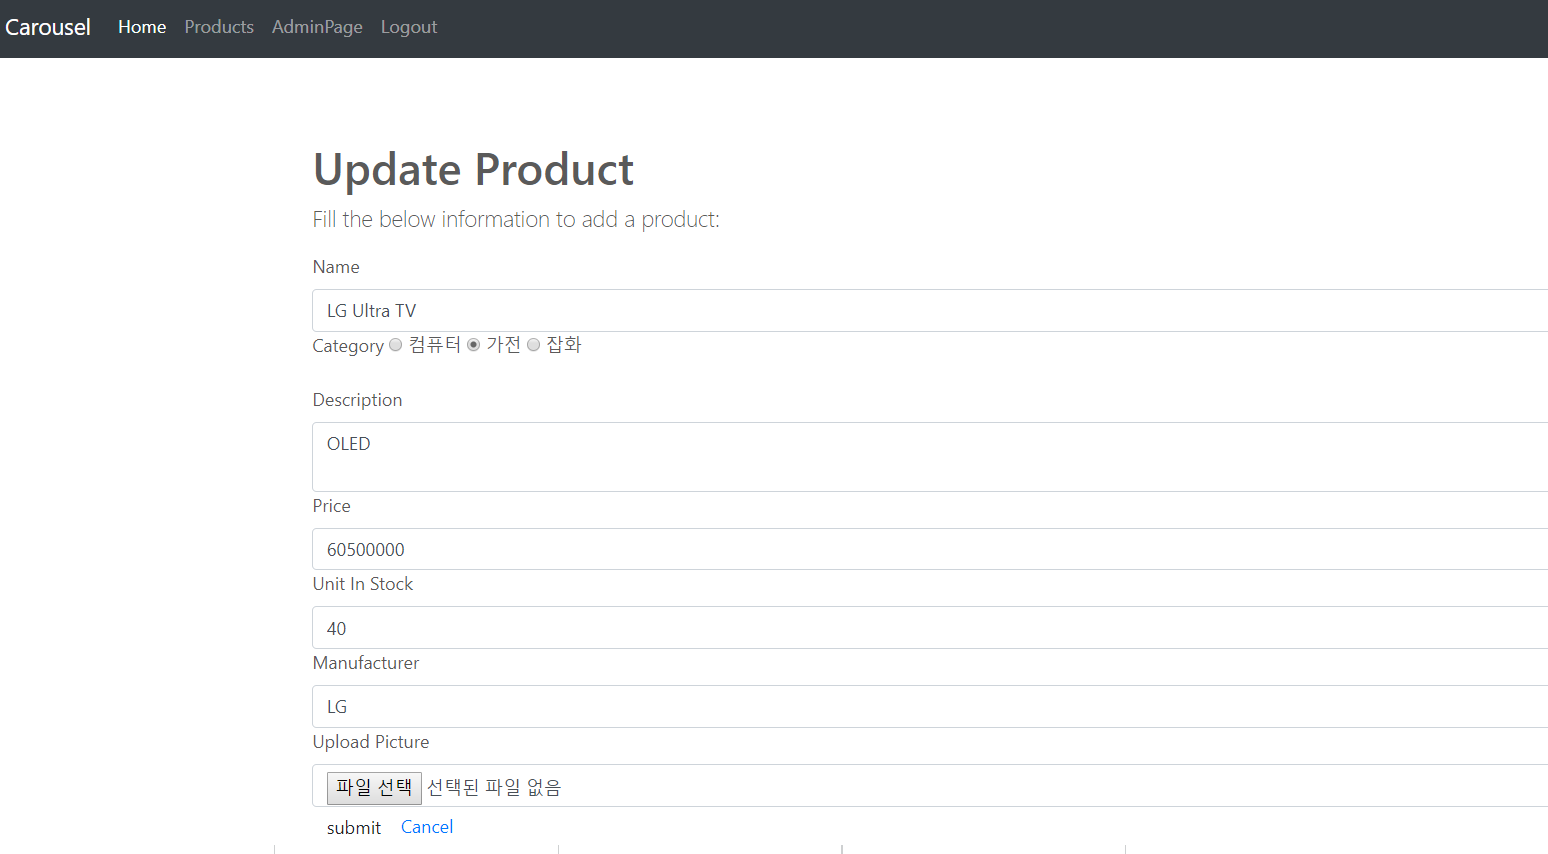 Carousel Home Products AdminPage Logout
Update Product
Fill the below information to add a product:
Name
LG Ultra TV
Category 컴퓨터 가전 잡화
Description
OLED
Price
60500000
Unit In Stock
40
Manufacturer
LG
Upload Picture
파일 선택 선택된 파일 없음
submit Cancel